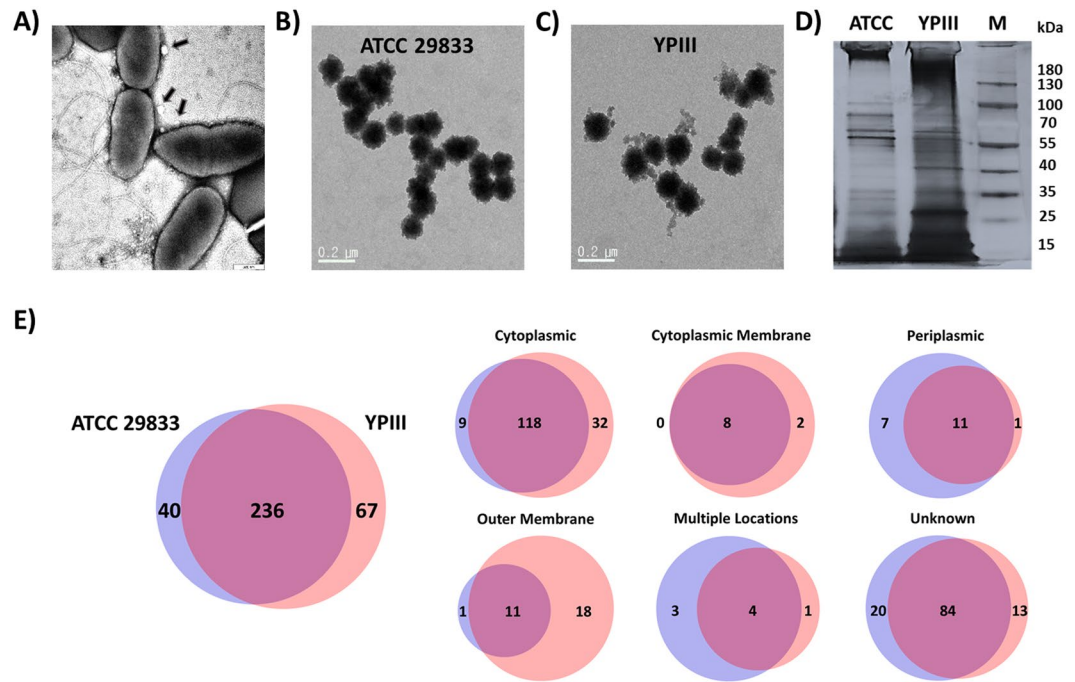 A)
B)
ATCC 29833
0.2 μm
C)
YPIII
0.2 μm
D)
ATCC YPIII M kDa
180
130
100
70
55
40
35
25
15
E)
ATCC 29833 YPIII
40 236 67
Cytoplasmic
9 118 32
Cytoplasmic Membrane
0 8 2
Periplasmic
7 11 1
Outer Membrane
1 11 18
Multiple Locations
3 4 1
Unknown
20 84 13